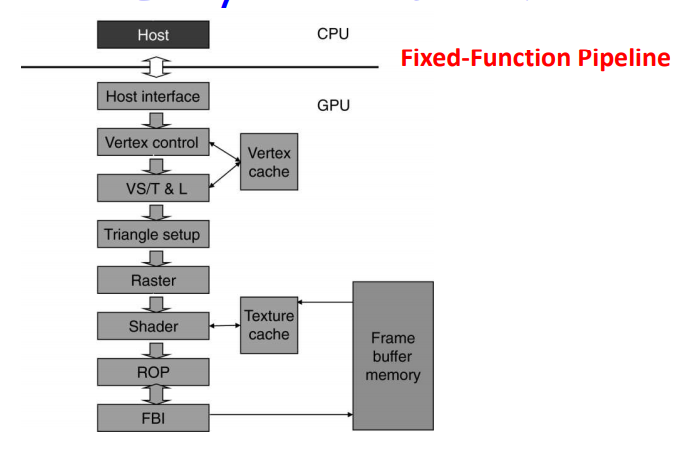 Host
CPU
Fixed-Function Pipeline
Host interface
GPU
Vertex control
Vertex
cache
VS/T & L
Triangle setup
Raster
Shader
Texture
cache
Frame
buffer
memory
ROP
FBI